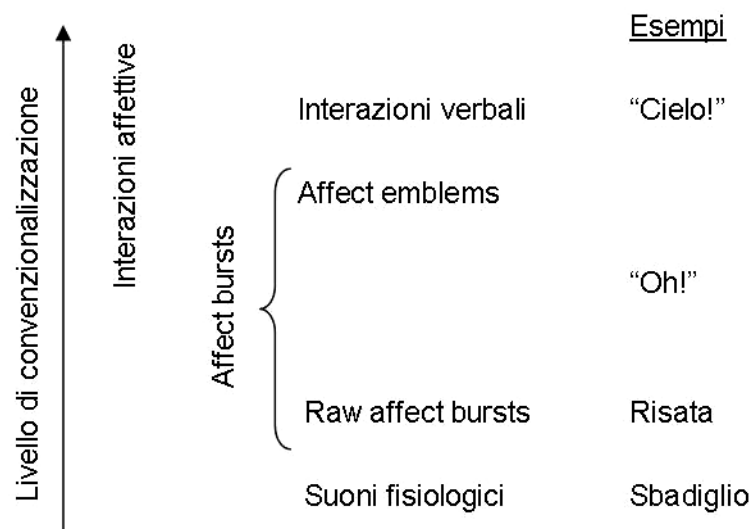 Esempi
Livello di convenzionalizzazione
Interazioni affettive
Interazioni verbali
“Cielo!”
Affect bursts
Affect emblems
“Oh!”
Raw affect bursts
Risata
Suoni fisiologici
Sbadiglio